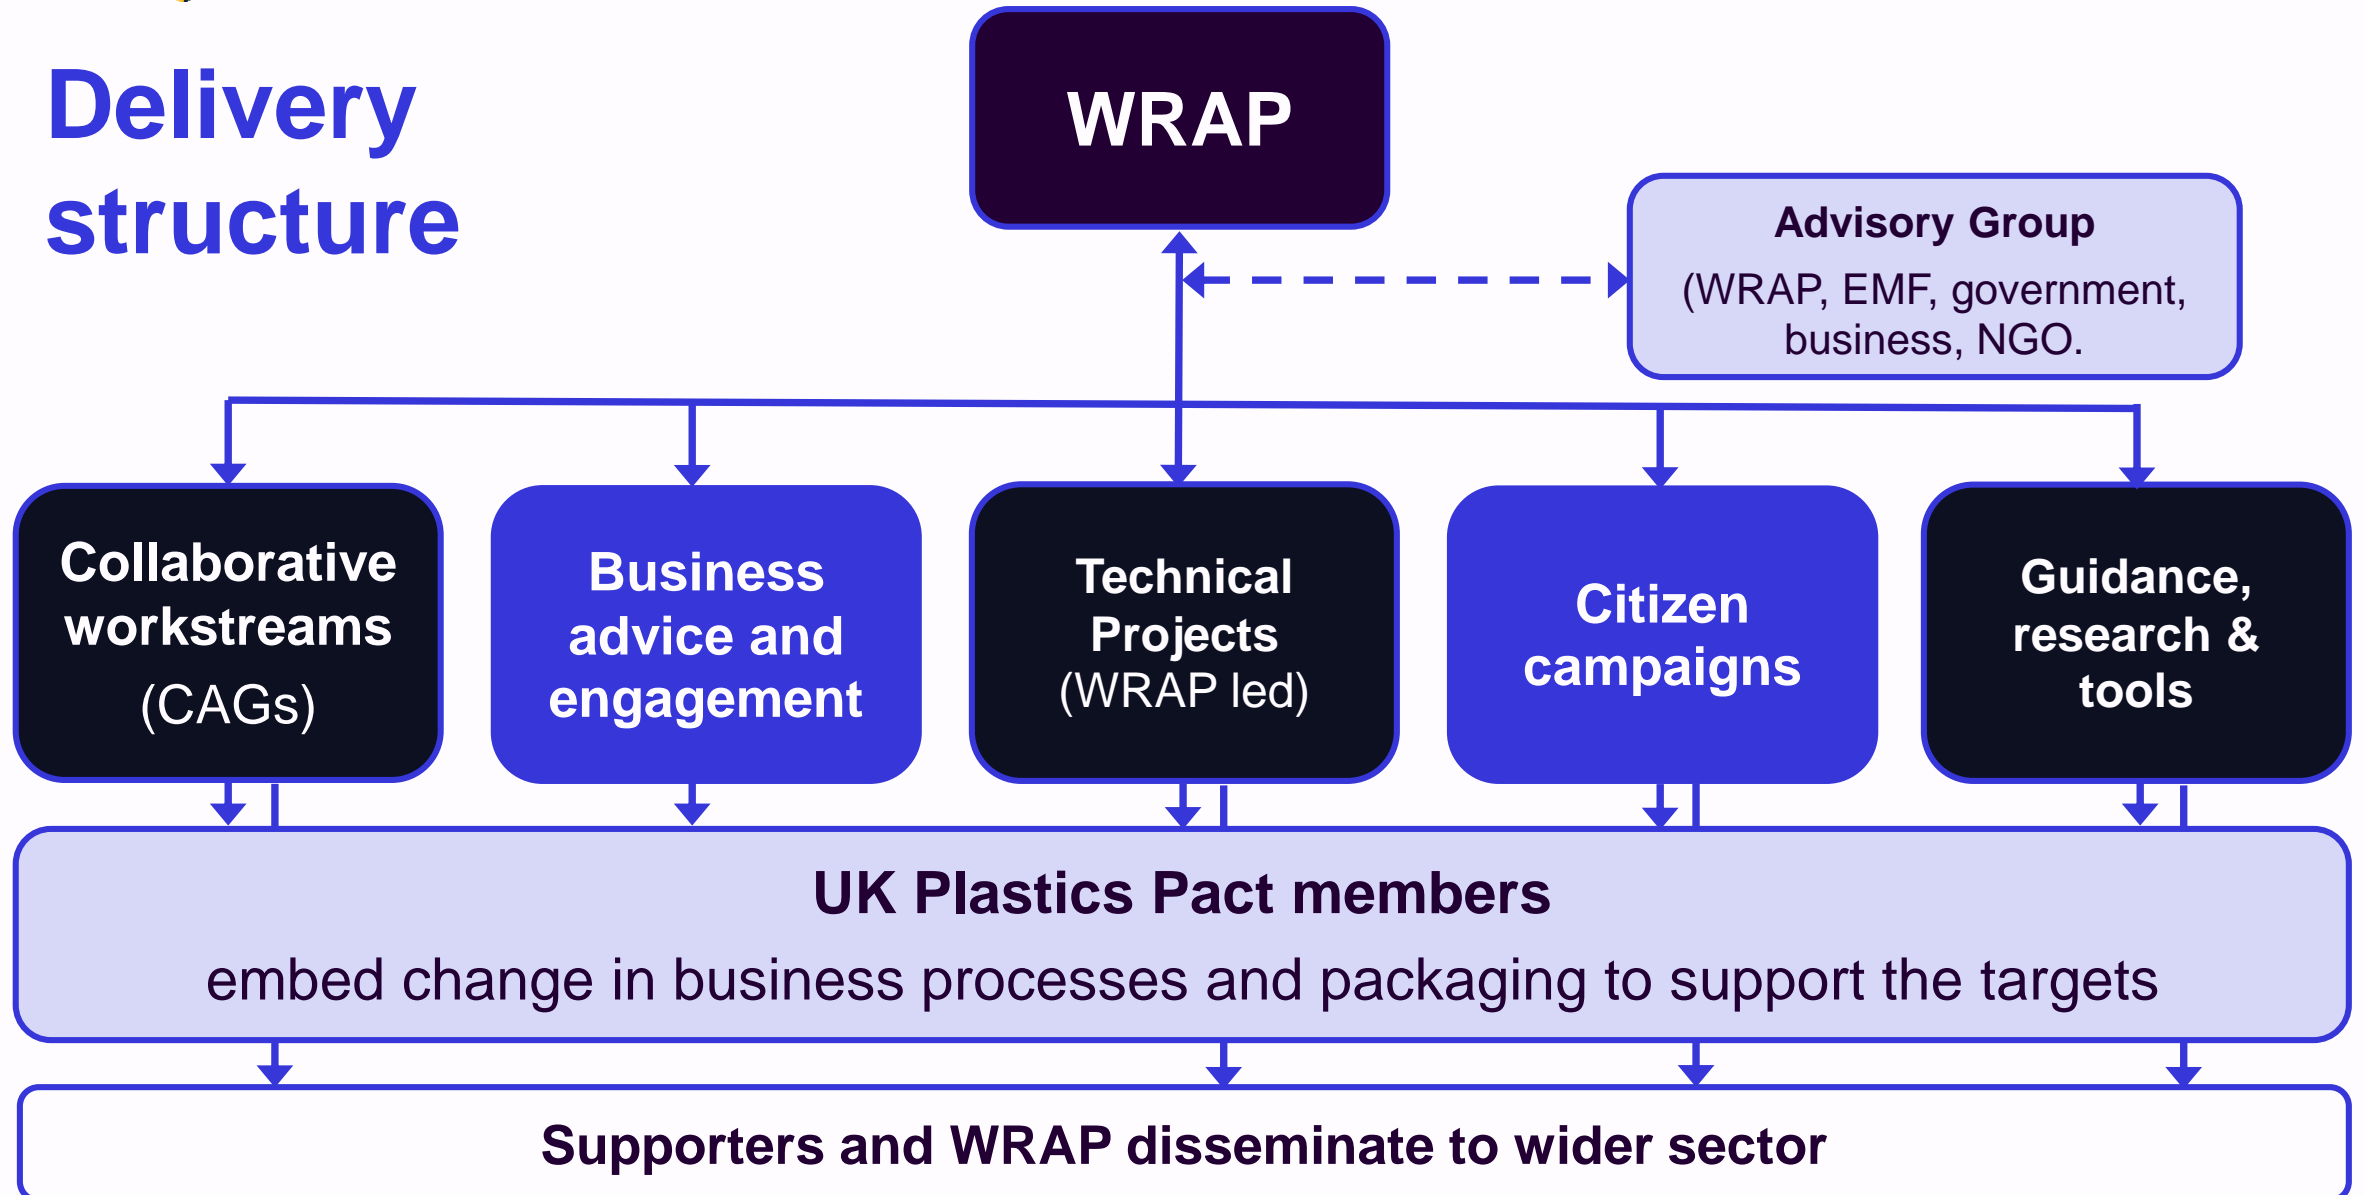 Delivery
structure
WRAP
Advisory Group
(WRAP, EMF, government,
business, NGO.
Collaborative
workstreams
(CAGs)
Business
advice and
engagement
Technical
Projects
(WRAP led)
Citizen
campaigns
Guidance,
research &
tools
UK Plastics Pact members
embed change in business processes and packaging to support the targets
Supporters and WRAP disseminate to wider sector